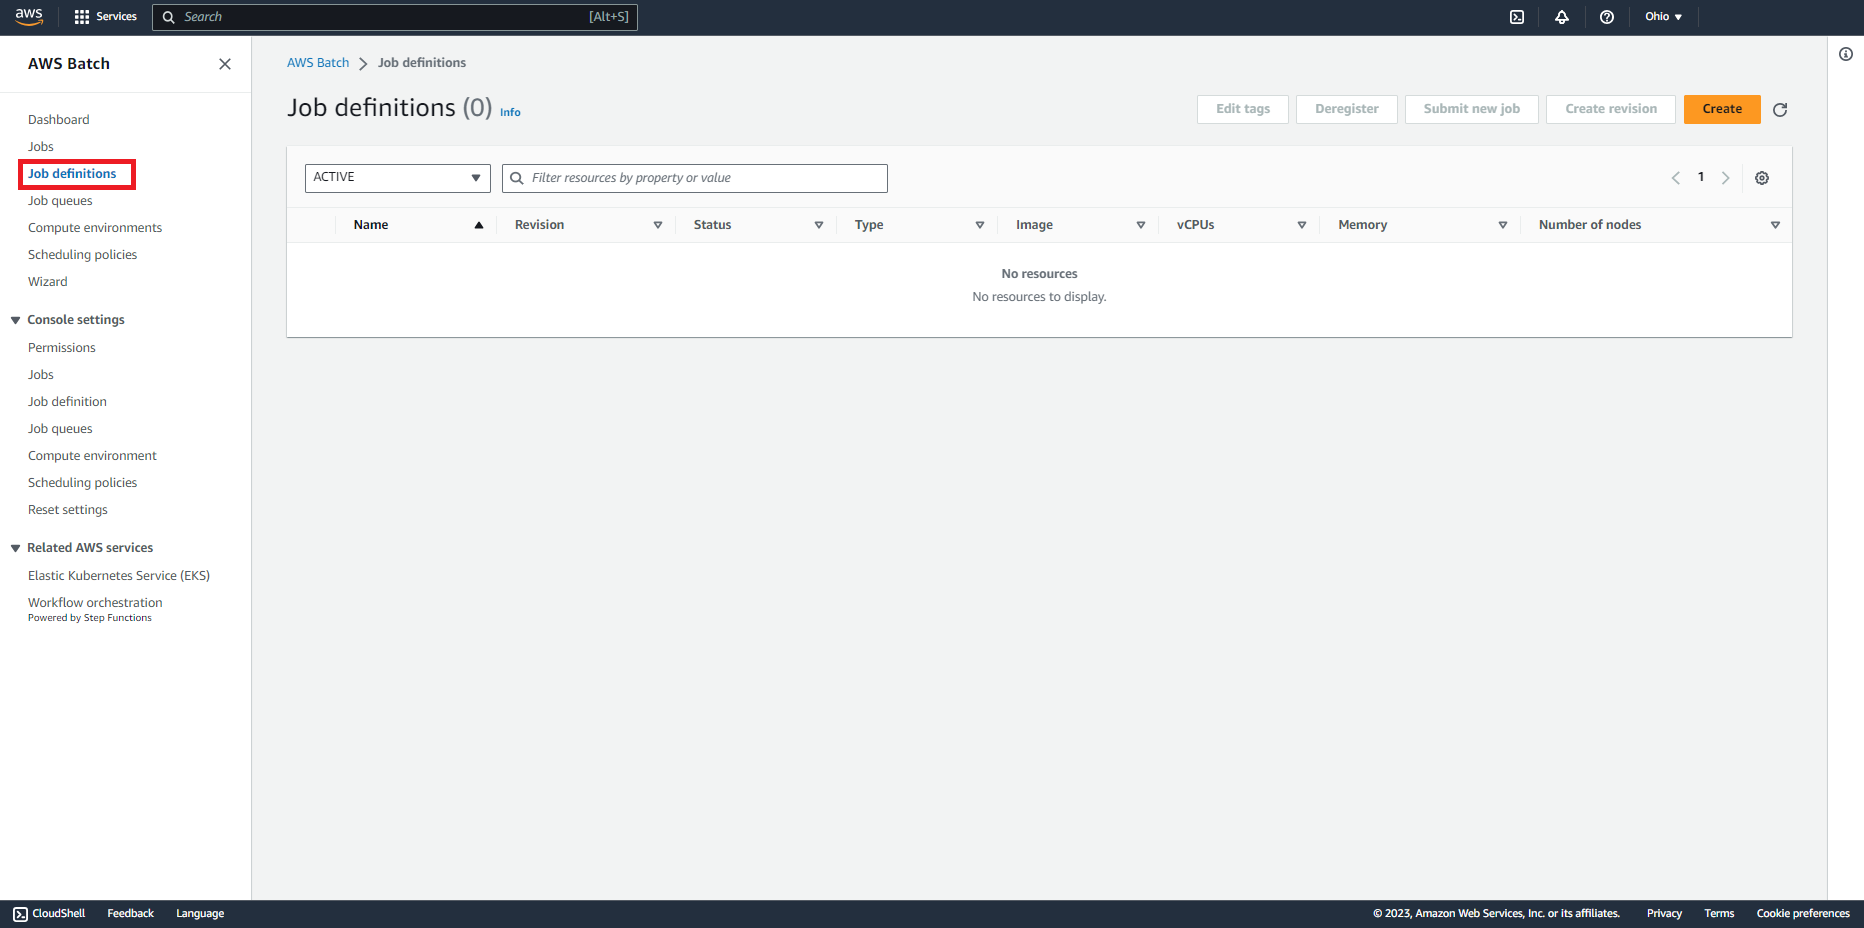 aws
Services
Search
[Alt+S]
Ohio
AWS Batch
Dashboard
Jobs
Job definitions
Job queues
Compute environments
Scheduling policies
Wizard
Console settings
Permissions
Jobs
Job definition
Job queues
Compute environment
Scheduling policies
Reset settings
Related AWS services
Elastic Kubernetes Service (EKS)
Workflow orchestration
Powered by Step Functions
AWS Batch
Job definitions
Job definitions (0) Info
Edit tags
Deregister
Submit new job
Create revision
Create
ACTIVE
Filter resources by property or value
1
Name
Revision
Status
Type
Image
vCPUs
Memory
Number of nodes
No resources
No resources to display.
CloudShell
Feedback
Language
© 2023, Amazon Web Services, Inc. or its affiliates.
Privacy
Terms
Cookie preferences